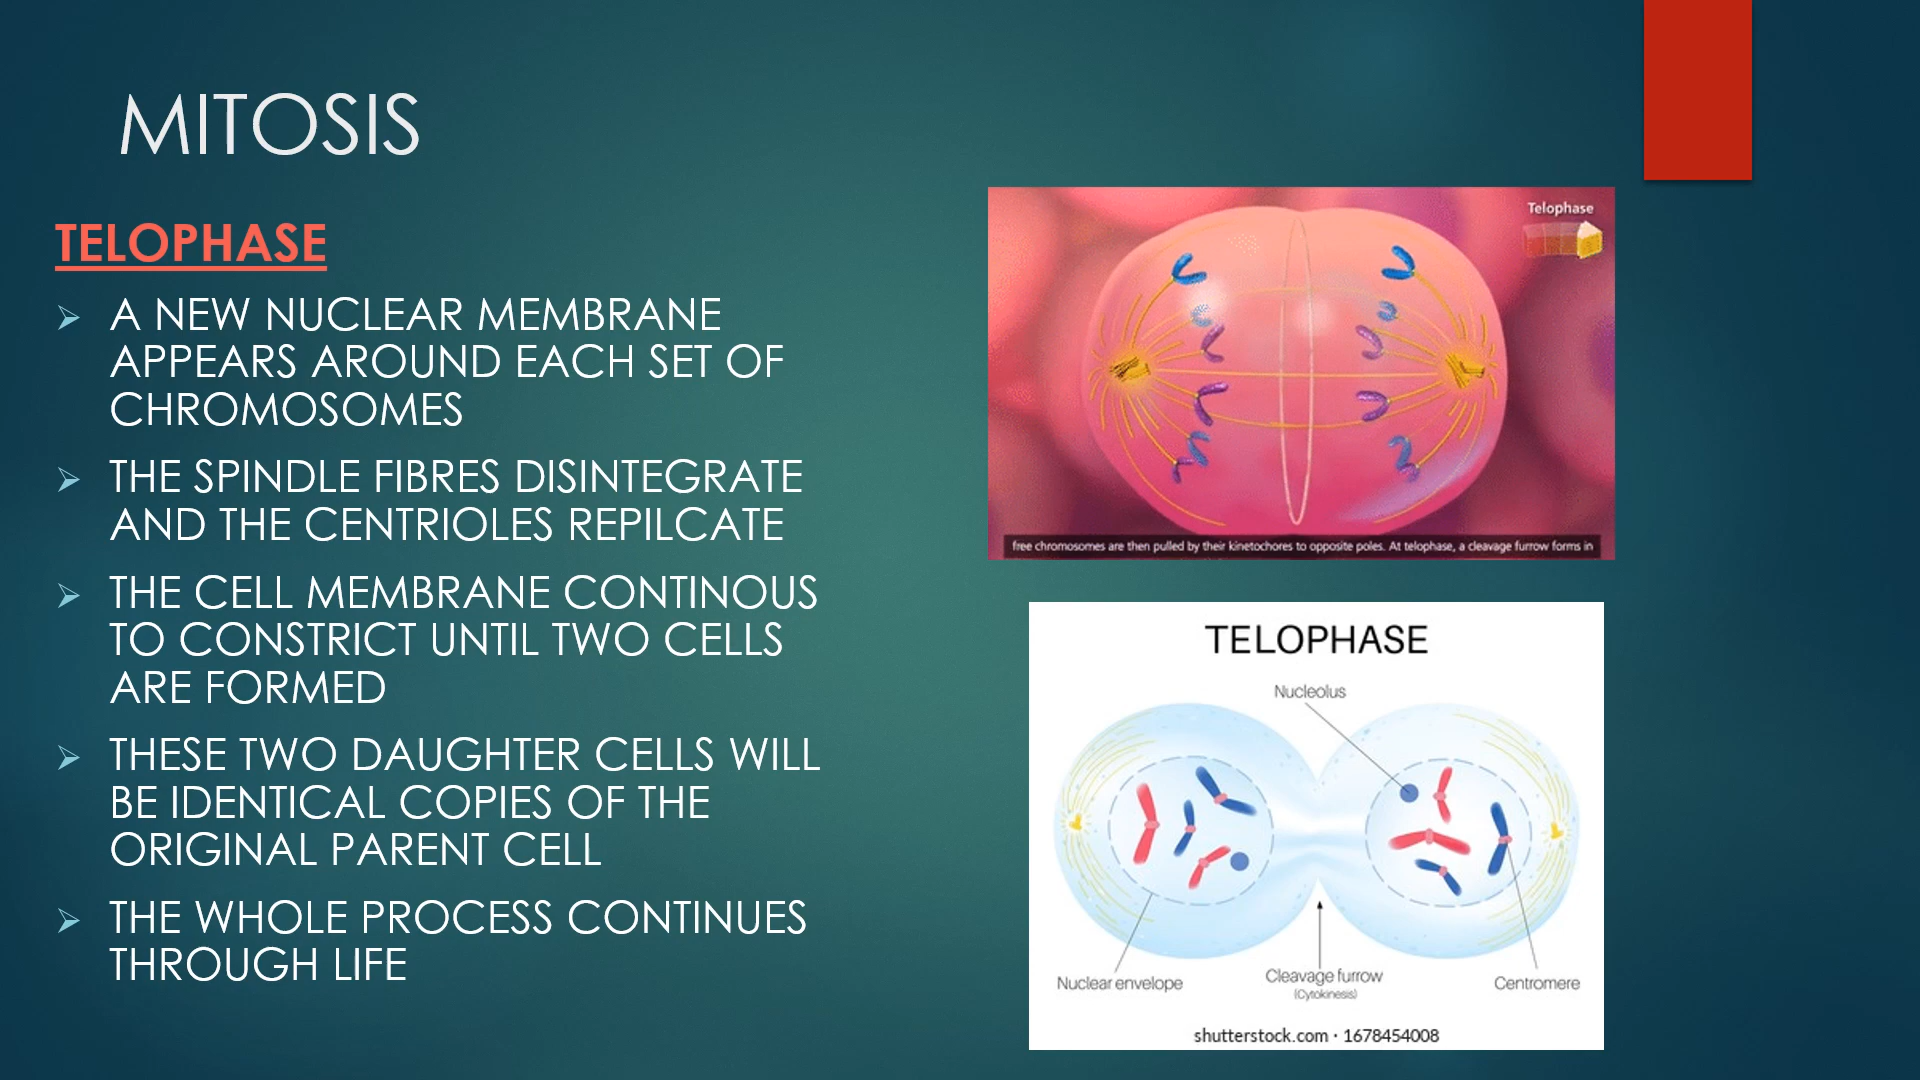 MITOSIS
TELOPHASE
A NEW NUCLEAR MEMBRANE
APPEARS AROUND EACH SET OF
CHROMOSOMES
THE SPINDLE FIBRES DISINTEGRATE
AND THE CENTRIOLES REPILCATE
THE CELL MEMBRANE CONTINOUS
TO CONSTRICT UNTIL TWO CELLS
ARE FORMED
THESE TWO DAUGHTER CELLS WILL
BE IDENTICAL COPIES OF THE
ORIGINAL PARENT CELL
THE WHOLE PROCESS CONTINUES
THROUGH LIFE
Telophase
free chromosomes are then pulled by their kinetochores to opposite poles. At telophase, a cleavage furrow forms in
TELOPHASE
Nucleolus
Nuclear envelope
Cleavage furrow
(Cytokinesis)
Centromere
shutterstock.com · 1678454008